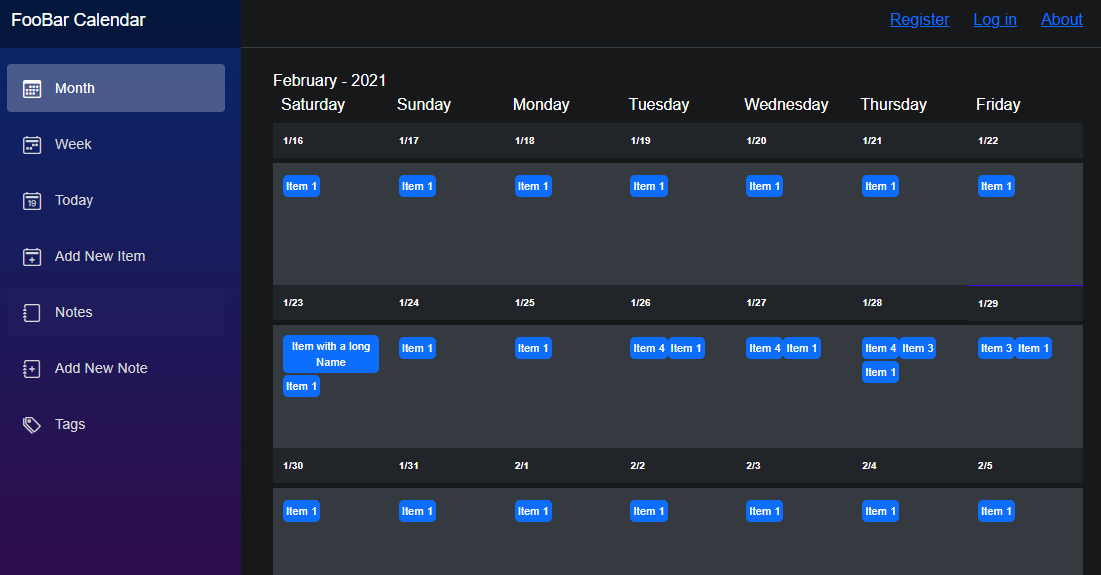 FooBar Calendar
Register Log in About
Month
Week
19
Today
Add New Item
Notes
Add New Note
Tags
February - 2021
Saturday Sunday Monday Tuesday Wednesday Thursday Friday
1/16 1/17 1/18 1/19 1/20 1/21 1/22
Item 1 Item 1 Item 1 Item 1 Item 1 Item 1 Item 1
1/23 1/24 1/25 1/26 1/27 1/28 1/29
Item with a long
Name
Item 1 Item 1 Item 4 Item 1 Item 4 Item 1 Item 4 Item 3 Item 3 Item 1
Item 1 Item 1
1/30 1/31 2/1 2/2 2/3 2/4 2/5
Item 1 Item 1 Item 1 Item 1 Item 1 Item 1 Item 1